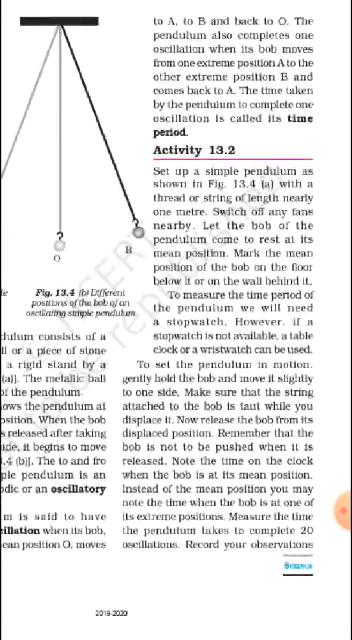 O
B
le Fig. 13.4 (b) Different
positions of the bob of an
oscillating simple pendulum
dulum consists of a
ll or a piece of stone
a rigid stand by a
(a)]. The metallic ball
of the pendulum.
ows the pendulum at
osition. When the bob
s released after taking
ide, it begins to move
.4 (b)]. The to and fro
ple pendulum is an
odic or an oscillatory
m is said to have
cillation when its bob,
ean position O, moves
to A, to B and back to O. The
pendulum also completes one
oscillation when its bob moves
from one extreme position A to the
other extreme position B and
comes back to A. The time taken
by the pendulum to complete one
oscillation is called its time
period.
Activity 13.2
Set up a simple pendulum as
shown in Fig. 13.4 (a) with a
thread or string of length nearly
one metre. Switch off any fans
nearby. Let the bob of the
pendulum come to rest at its
mean position. Mark the mean
position of the bob on the floor
below it or on the wall behind it.
To measure the time period of
the pendulum we will need
a stopwatch. However, if a
stopwatch is not available, a table
clock or a wristwatch can be used.
To set the pendulum in motion,
gently hold the bob and move it slightly
to one side. Make sure that the string
attached to the bob is taut while you
displace it. Now release the bob from its
displaced position. Remember that the
bob is not to be pushed when it is
released. Note the time on the clock
when the bob is at its mean position.
Instead of the mean position you may
note the time when the bob is at one of
its extreme positions. Measure the time
the pendulum takes to complete 20
oscillations. Record your observations
Science
2019-2020